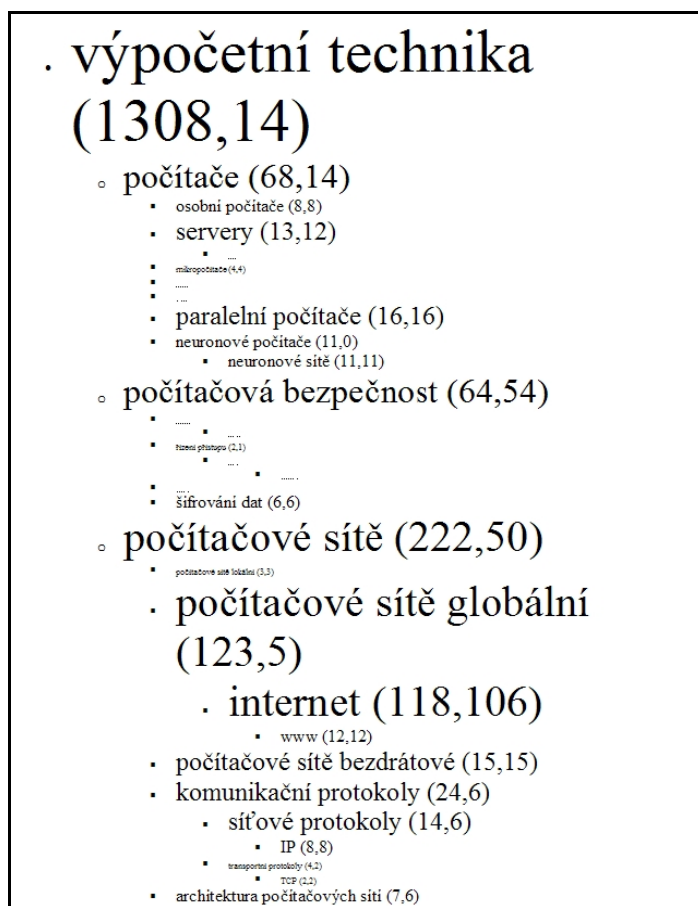 výpočetní technika
(1308,14)
počítače (68,14)
osobní počítače (8,8)
servery (13,12)
....
mikropočítače (4,4)
......
. ...
paralelní počítače (16,16)
neuronové počítače (11,0)
neuronové sítě (11,11)
počítačová bezpečnost (64,54)
.......
... ..
řízení přístupu (2,1)
... .
...... .
.... .
šifrování dat (6,6)
počítačové sítě (222,50)
počítačové sítě lokální (3,3)
počítačové sítě globální
(123,5)
internet (118,106)
www (12,12)
počítačové sítě bezdrátové (15,15)
komunikační protokoly (24,6)
síťové protokoly (14,6)
IP (8,8)
transportní protokoly (4,2)
TCP (2,2)
architektura počítačových sítí (7,6)